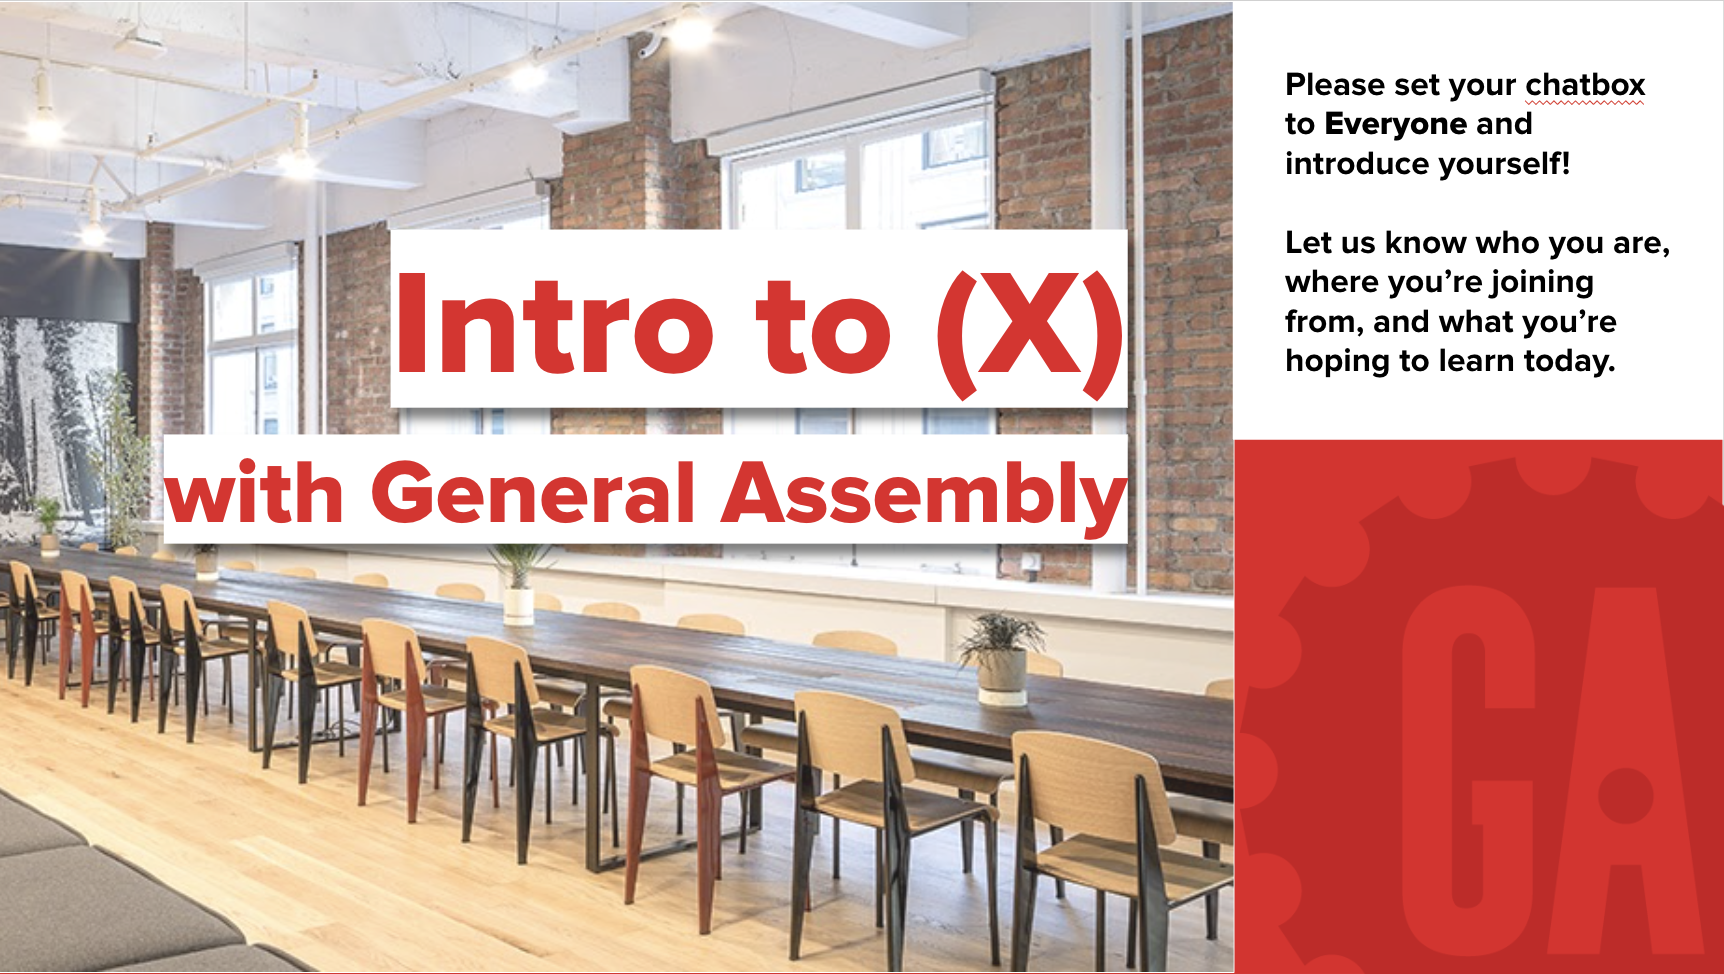 Intro to (X)
with General Assembly
Please set your chatbox
to Everyone and
introduce yourself!
Let us know who you are,
where you’re joining
from, and what you’re
hoping to learn today.
GA